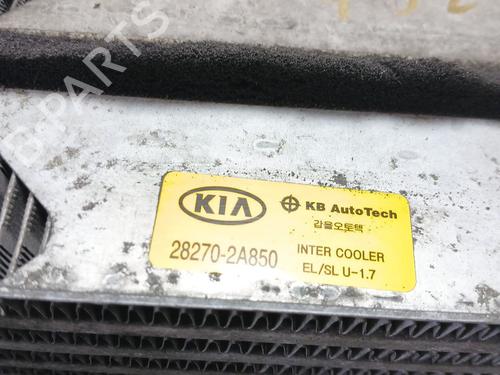 KIA
KB AutoTech
갑을오토텍
28270-2A850
INTER COOLER
EL/SL U-1.7
B-PARTS